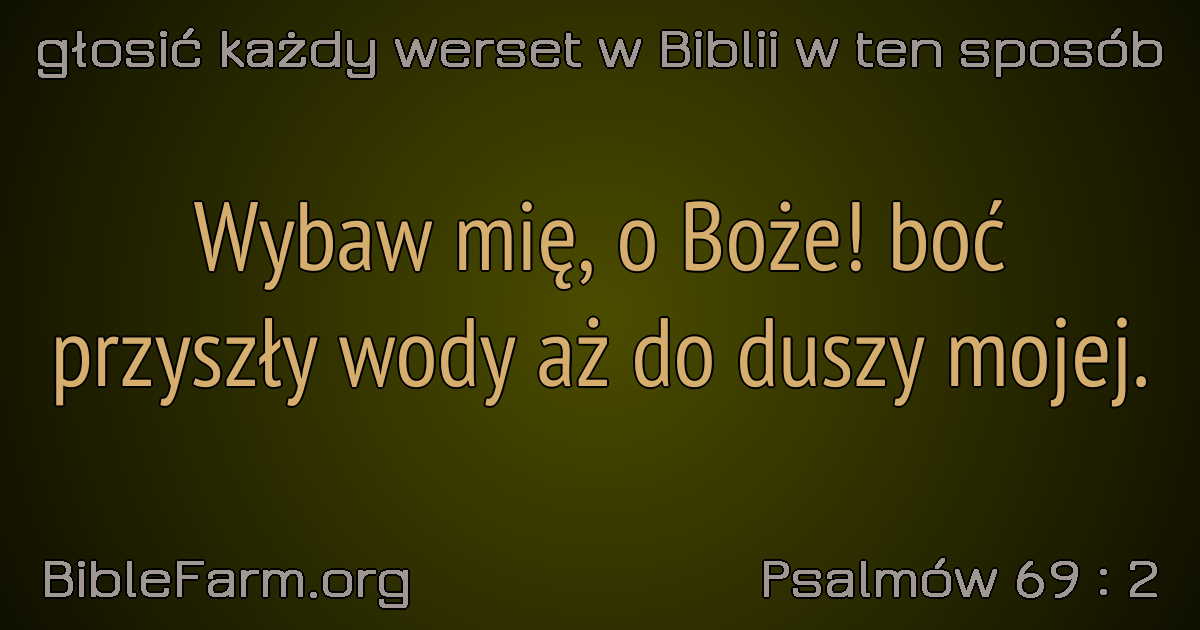 głosić każdy werset w Biblii w ten sposób
Wybaw mię, o Boże! boć
przyszły wody aż do duszy mojej.
BibleFarm.org
Psalmów 69 : 2